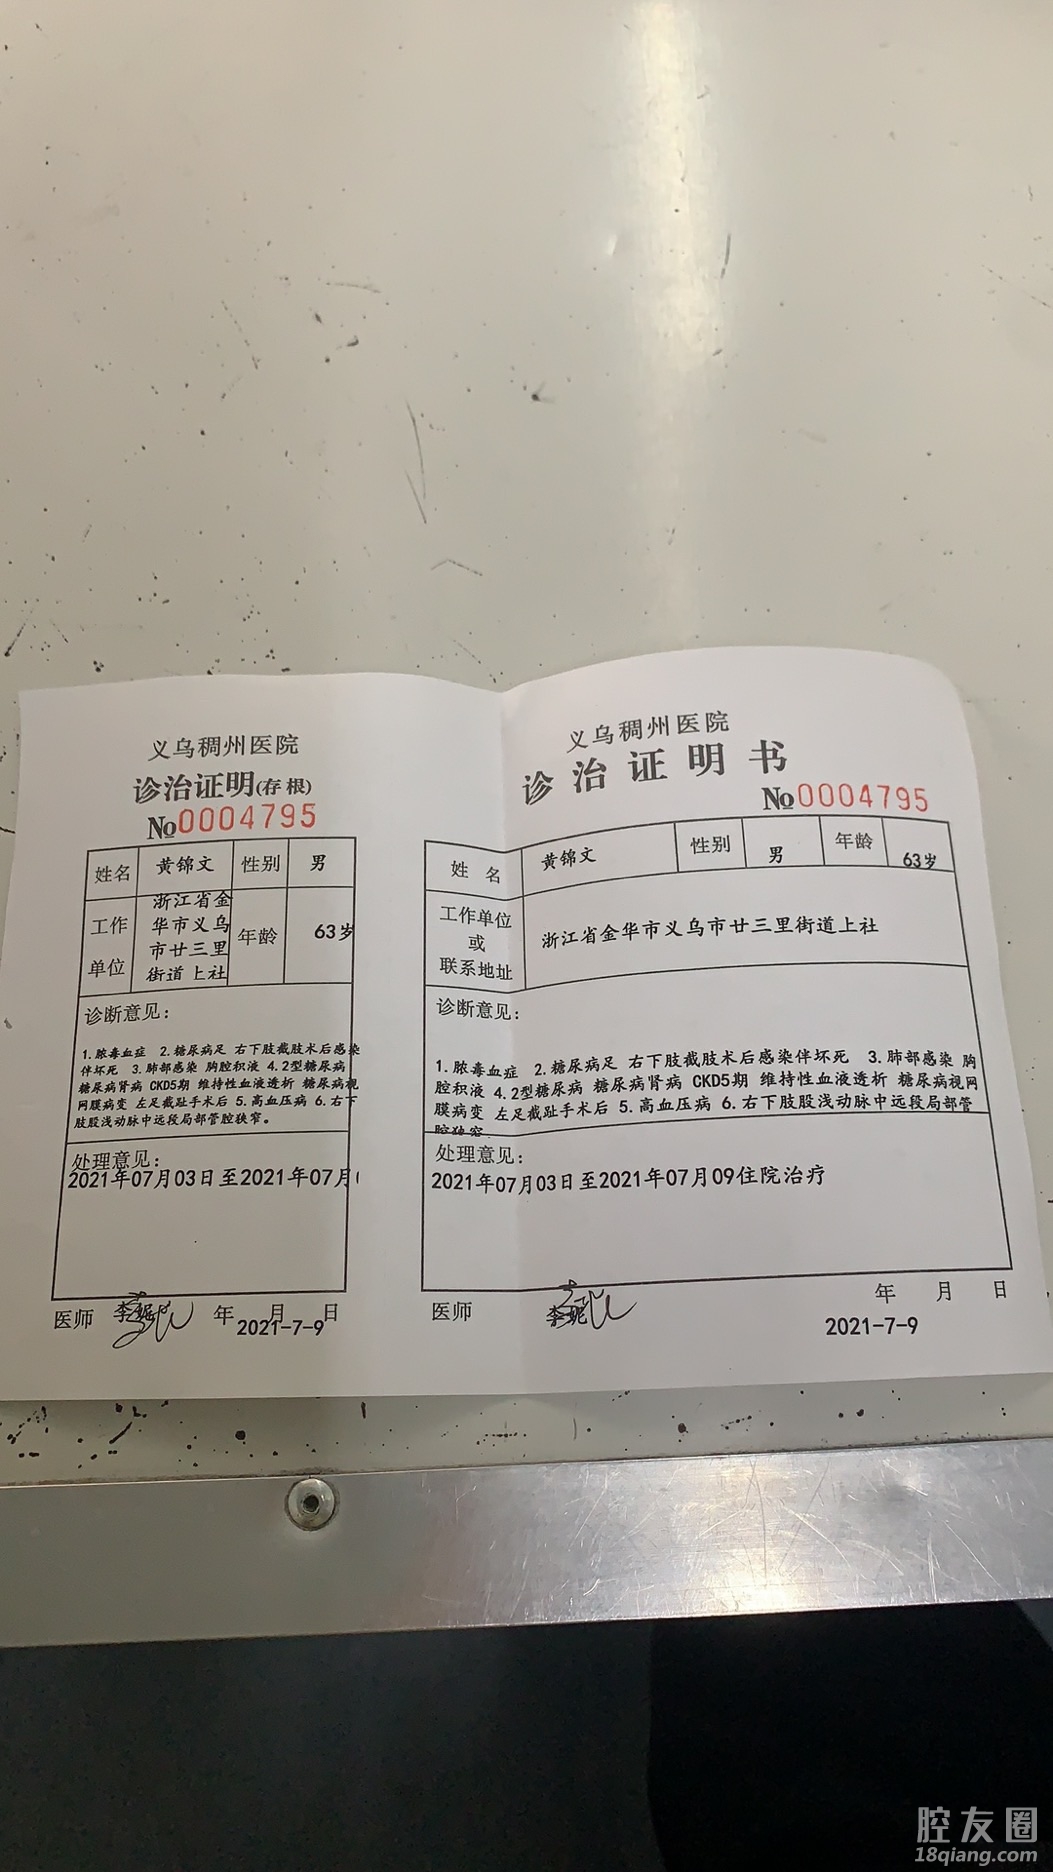 义乌稠州医院
诊治证明(存根)
№0004795
姓名 黄锦文 性别 男
工作单位 浙江省金
华市义乌
市廿三里
街道上社
年龄 63岁
诊断意见:
1.脓毒血症 2.糖尿病足 右下肢截肢术后感染
伴坏死 3.肺部感染 胸腔积液 4.2型糖尿病
糖尿病肾病 CKD5期 维持性血液透析 糖尿病视
网膜病变 左足截趾手术后 5.高血压病 6.右下
肢股浅动脉中远段局部管腔狭窄。
处理意见:
2021年07月03日至2021年07月
医师 李妮 年 月 日
2021-7-9
义乌稠州医院
诊治证明书
№0004795
姓名 黄锦文 性别 男 年龄 63岁
工作单位
或
联系地址
浙江省金华市义乌市廿三里街道上社
诊断意见:
1.脓毒血症 2.糖尿病足 右下肢截肢术后感染伴坏死 3.肺部感染 胸
腔积液 4.2型糖尿病 糖尿病肾病 CKD5期 维持性血液透析 糖尿病视网
膜病变 左足截趾手术后 5.高血压病 6.右下肢股浅动脉中远段局部管
腔狭窄
处理意见:
2021年07月03日至2021年07月09住院治疗
医师 李妮
年 月 日
2021-7-9
腔友圈
18qiang.com